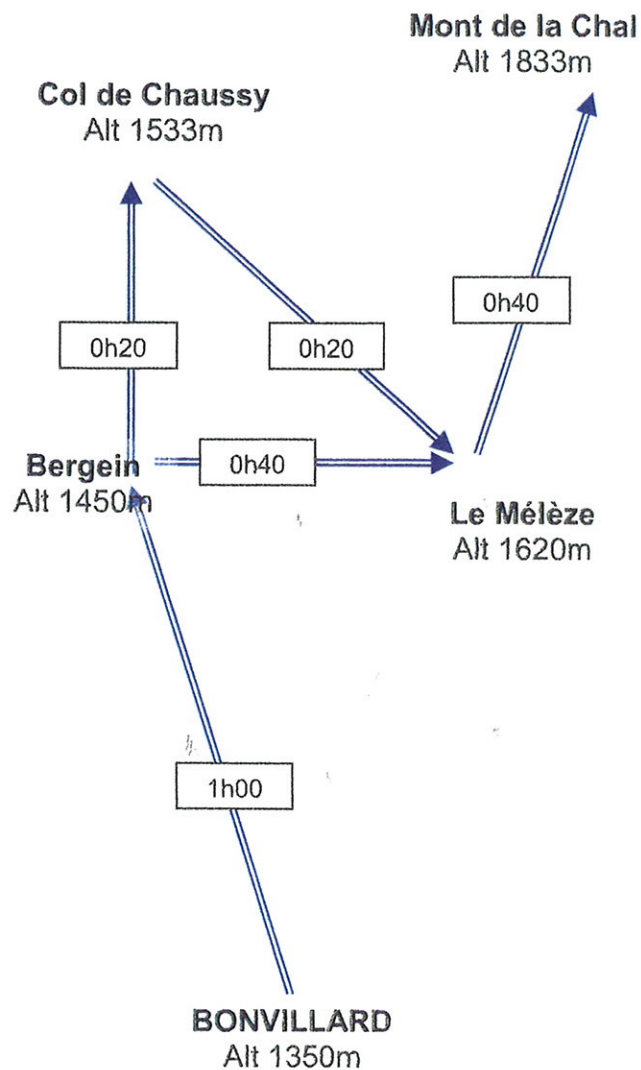 Mont de la Chal
Alt 1833m
Col de Chaussy
Alt 1533m
0h40
0h20
0h20
Bergein
Alt 1450m
0h40
Le Mélèze
Alt 1620m
1h00
BONVILLARD
Alt 1350m